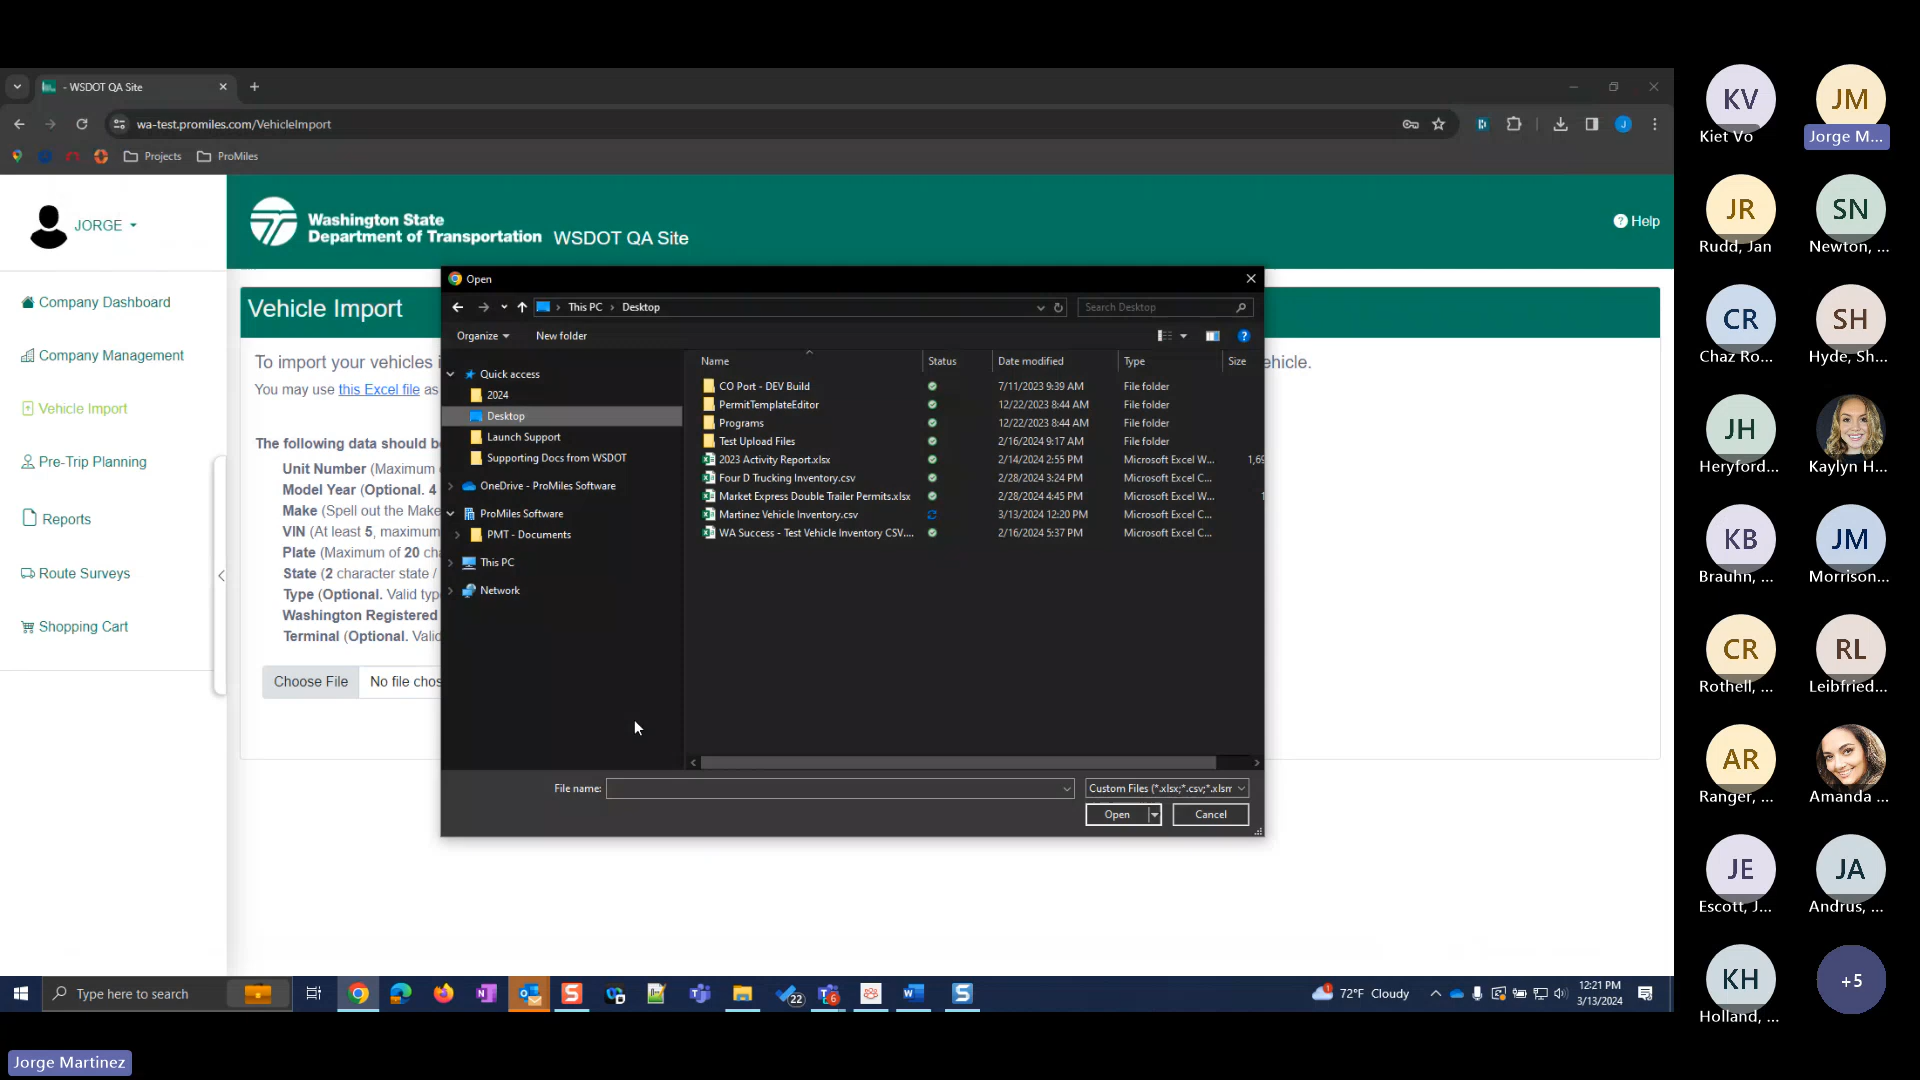 - WSDOT QA Site
wa-test.promiles.com/VehicleImport
Projects
ProMiles
JORGE
Washington State
Department of Transportation
WSDOT QA Site
Help
Company Dashboard
Company Management
Vehicle Import
Pre-Trip Planning
Reports
Route Surveys
Shopping Cart
Vehicle Import
To import your vehicles
ehicle.
You may use this Excel file as
The following data should b
Unit Number (Maximum
Model Year (Optional. 4
Make (Spell out the Make
VIN (At least 5, maximum
Plate (Maximum of 20 cha
State (2 character state /
Type (Optional. Valid typ
Washington Registered
Terminal (Optional. Valid
Choose File
No file chos
Open
This PC
Desktop
Search Desktop
Organize
New folder
Quick access
2024
Desktop
Launch Support
Supporting Docs from WSDOT
OneDrive - ProMiles Software
ProMiles Software
PMT - Documents
This PC
Network
Name
Status
Date modified
Type
Size
CO Port - DEV Build
7/11/2023 9:39 AM
File folder
PermitTemplateEditor
12/22/2023 8:44 AM
File folder
Programs
12/22/2023 8:44 AM
File folder
Test Upload Files
2/16/2024 9:17 AM
File folder
2023 Activity Report.xlsx
2/14/2024 2:55 PM
Microsoft Excel W...
1,69
Four D Trucking Inventory.csv
2/28/2024 3:24 PM
Microsoft Excel C...
Market Express Double Trailer Permits.xlsx
2/28/2024 4:45 PM
Microsoft Excel W...
1
Martinez Vehicle Inventory.csv
3/13/2024 12:20 PM
Microsoft Excel C...
WA Success - Test Vehicle Inventory CSV....
2/16/2024 5:37 PM
Microsoft Excel C...
File name:
Custom Files (*.xlsx;*.csv;*.xlsm
Open
Cancel
Type here to search
22
6
72°F Cloudy
12:21 PM
3/13/2024
KV
Kiet Vo
JM
Jorge M...
JR
Rudd, Jan
SN
Newton, ...
CR
Chaz Ro...
SH
Hyde, Sh...
JH
Heryford...
Kaylyn H...
KB
Brauhn, ...
JM
Morrison...
CR
Rothell, ...
RL
Leibfried...
AR
Ranger, ...
Amanda ...
JE
Escott, J...
JA
Andrus, ...
KH
Holland, ...
+5
Jorge Martinez